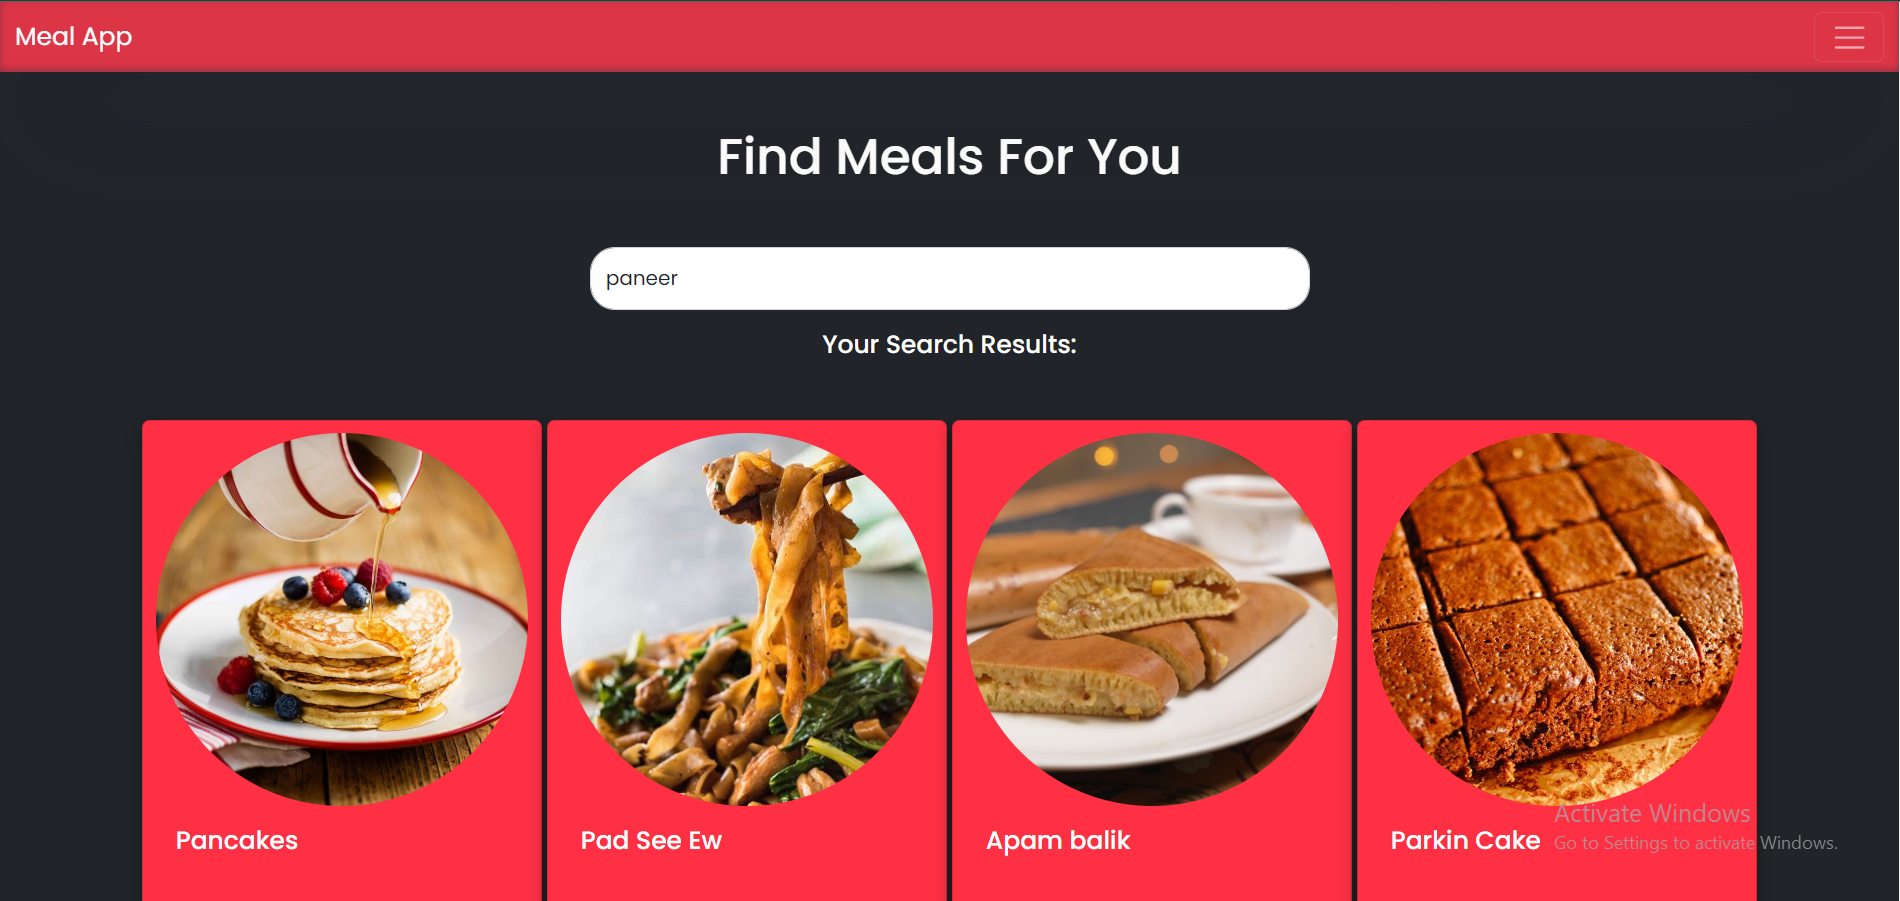 Meal App
Find Meals For You
paneer
Your Search Results:
Pancakes
Pad See Ew
Apam balik
Parkin Cake
Activate Windows
Go to Settings to activate Windows.